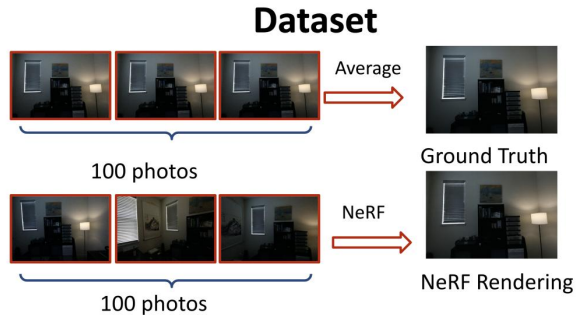 Dataset
Average
Ground Truth
100 photos
NeRF
NeRF Rendering
100 photos